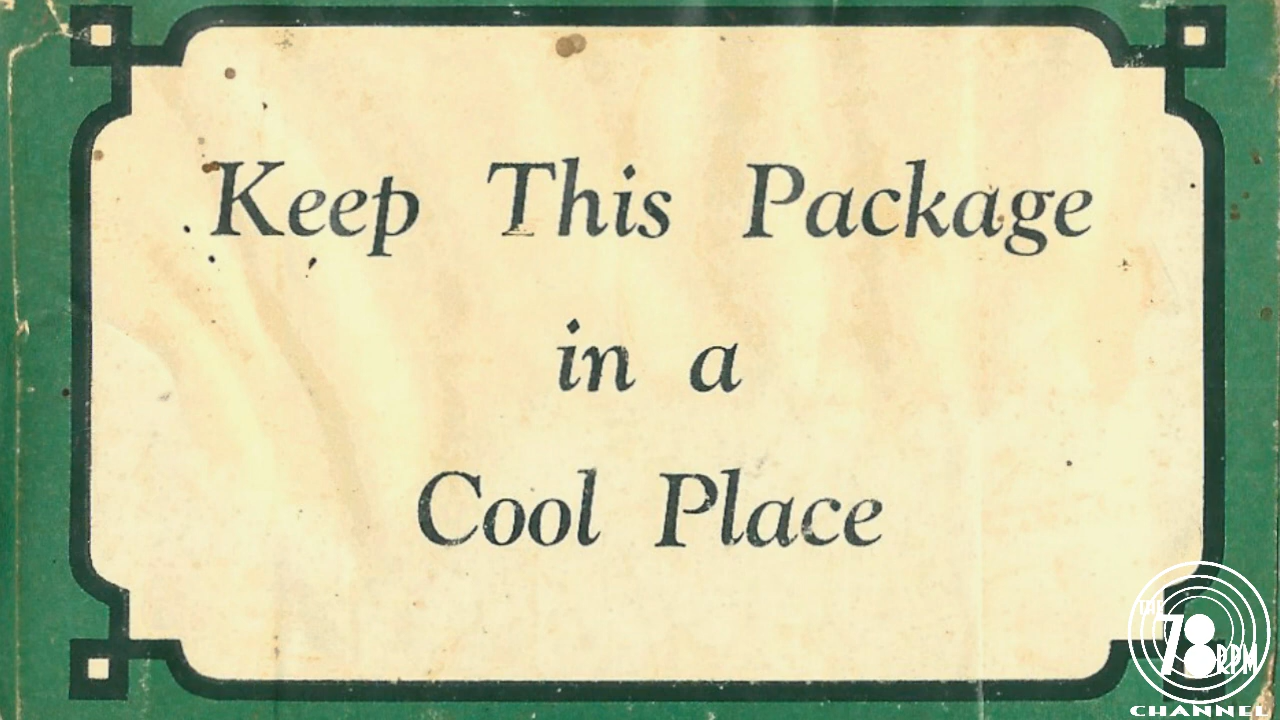 Keep This Package
in a
Cool Place
THE
78
RPM
CHANNEL